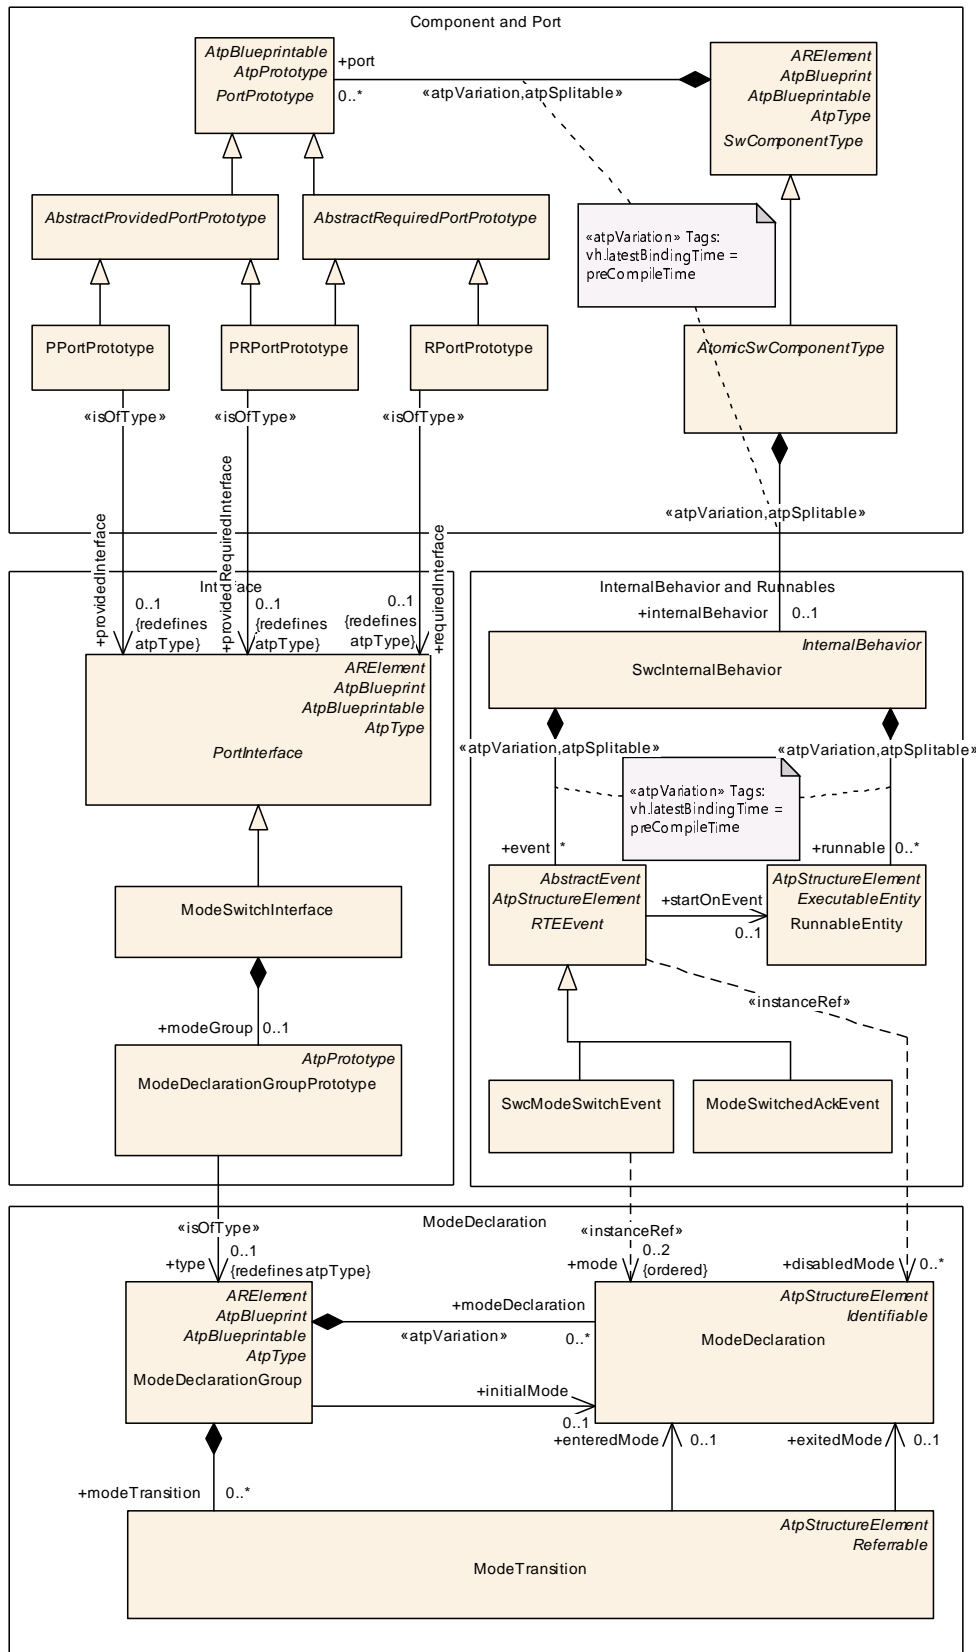 Component and Port
AtpBlueprintable
AtpPrototype
PortPrototype
+port
0..*
«atpVariation,atpSplitable»
ARElement
AtpBlueprint
AtpBlueprintable
AtpType
SwComponentType
AbstractProvidedPortPrototype
AbstractRequiredPortPrototype
«atpVariation» Tags:
vh.latestBindingTime =
preCompileTime
PPortPrototype
PRPortPrototype
RPortPrototype
AtomicSwComponentType
«isOfType»
«isOfType»
«isOfType»
«atpVariation,atpSplitable»
+providedInterface
+providedRequiredInterface
+requiredInterface
InternalBehavior and Runnables
0..1
{redefines
atpType}
0..1
{redefines
atpType}
0..1
{redefines
atpType}
+internalBehavior
0..1
ARElement
AtpBlueprint
AtpBlueprintable
AtpType
PortInterface
InternalBehavior
SwcInternalBehavior
«atpVariation,atpSplitable»
«atpVariation,atpSplitable»
«atpVariation» Tags:
vh.latestBindingTime =
preCompileTime
+event
*
+runnable
0..*
ModeSwitchInterface
AbstractEvent
AtpStructureElement
RTEEvent
+startOnEvent
0..1
AtpStructureElement
ExecutableEntity
RunnableEntity
«instanceRef»
+modeGroup
0..1
AtpPrototype
ModeDeclarationGroupPrototype
SwcModeSwitchEvent
ModeSwitchedAckEvent
ModeDeclaration
«isOfType»
+type
0..1
{redefines atpType}
«instanceRef»
+mode
0..2
{ordered}
+disabledMode
0..*
ARElement
AtpBlueprint
AtpBlueprintable
AtpType
ModeDeclarationGroup
+modeDeclaration
«atpVariation»
0..*
AtpStructureElement
Identifiable
ModeDeclaration
+initialMode
0..1
+enteredMode
0..1
+exitedMode
0..1
+modeTransition
0..*
AtpStructureElement
Referrable
ModeTransition